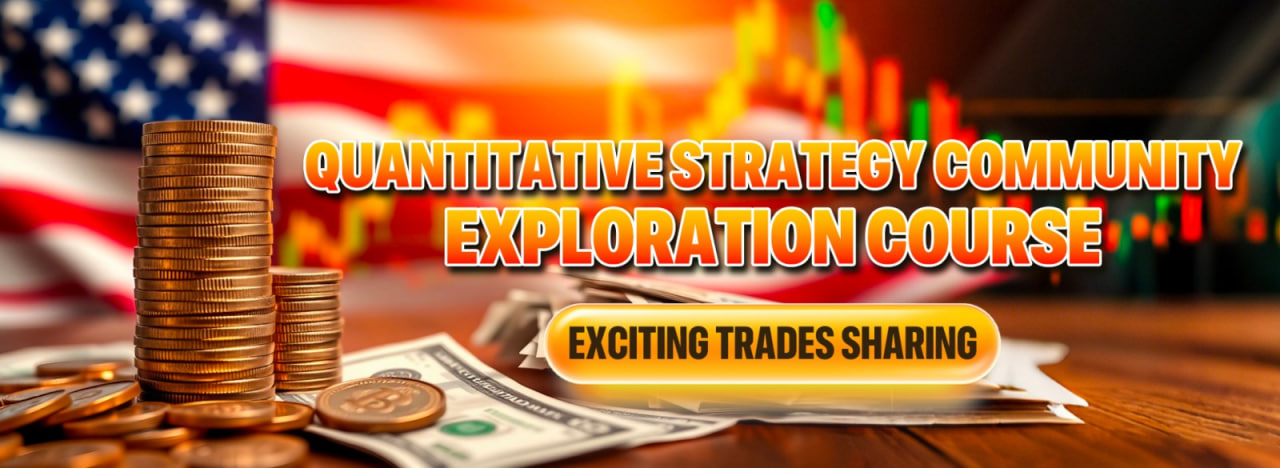 QUANTITATIVE STRATEGY COMMUNITY
EXPLORATION COURSE
EXCITING TRADES SHARING